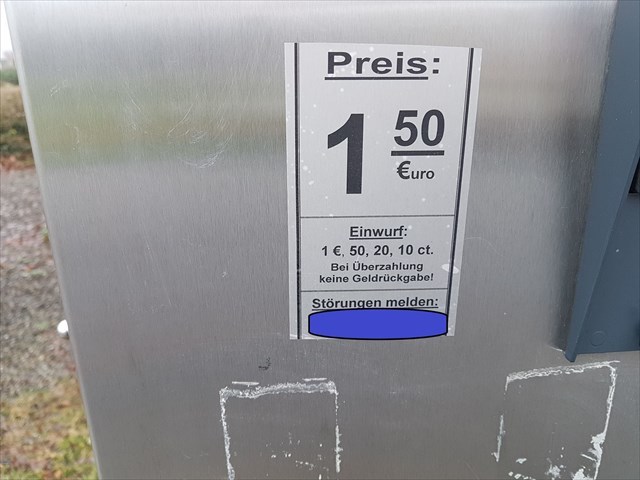 Preis:
1 50
€uro
Einwurf:
1 €, 50, 20, 10 ct.
Bei Überzahlung
keine Geldrückgabe!
Störungen melden: